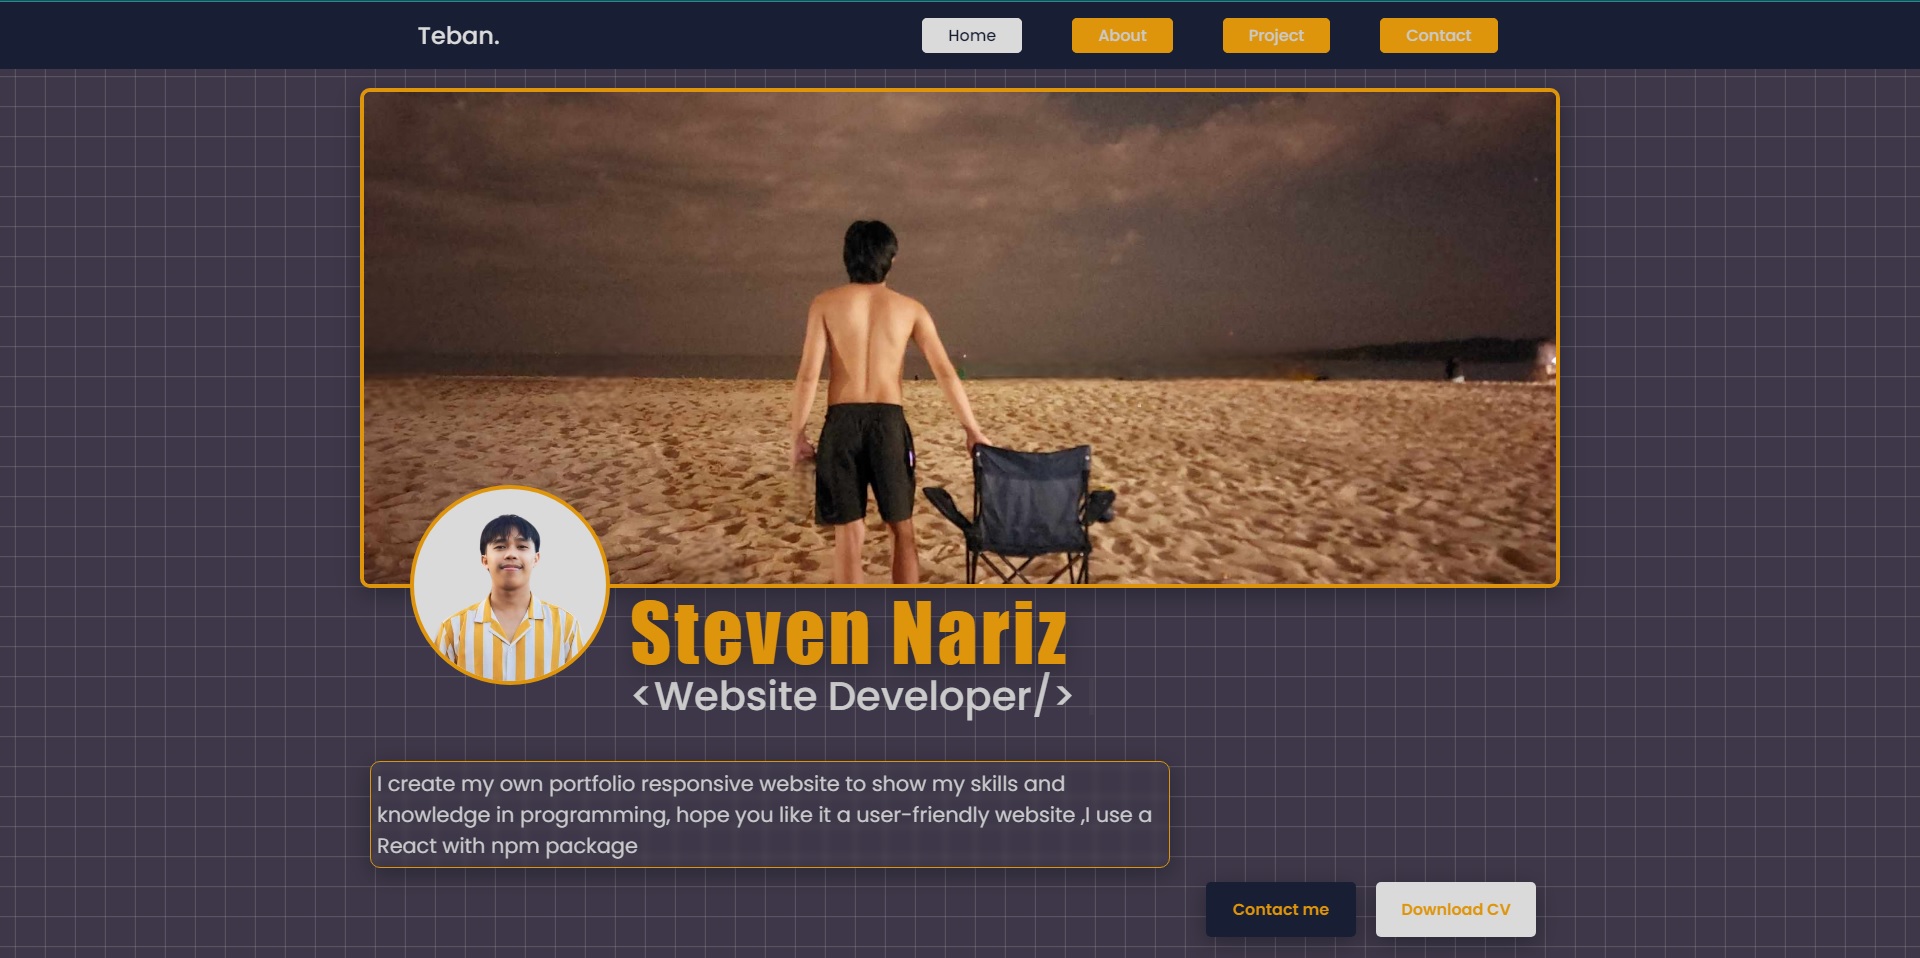 Teban.
Home
About
Project
Contact
Steven Nariz
<Website Developer/>
I create my own portfolio responsive website to show my skills and
knowledge in programming, hope you like it a user-friendly website ,I use a
React with npm package
Contact me
Download CV